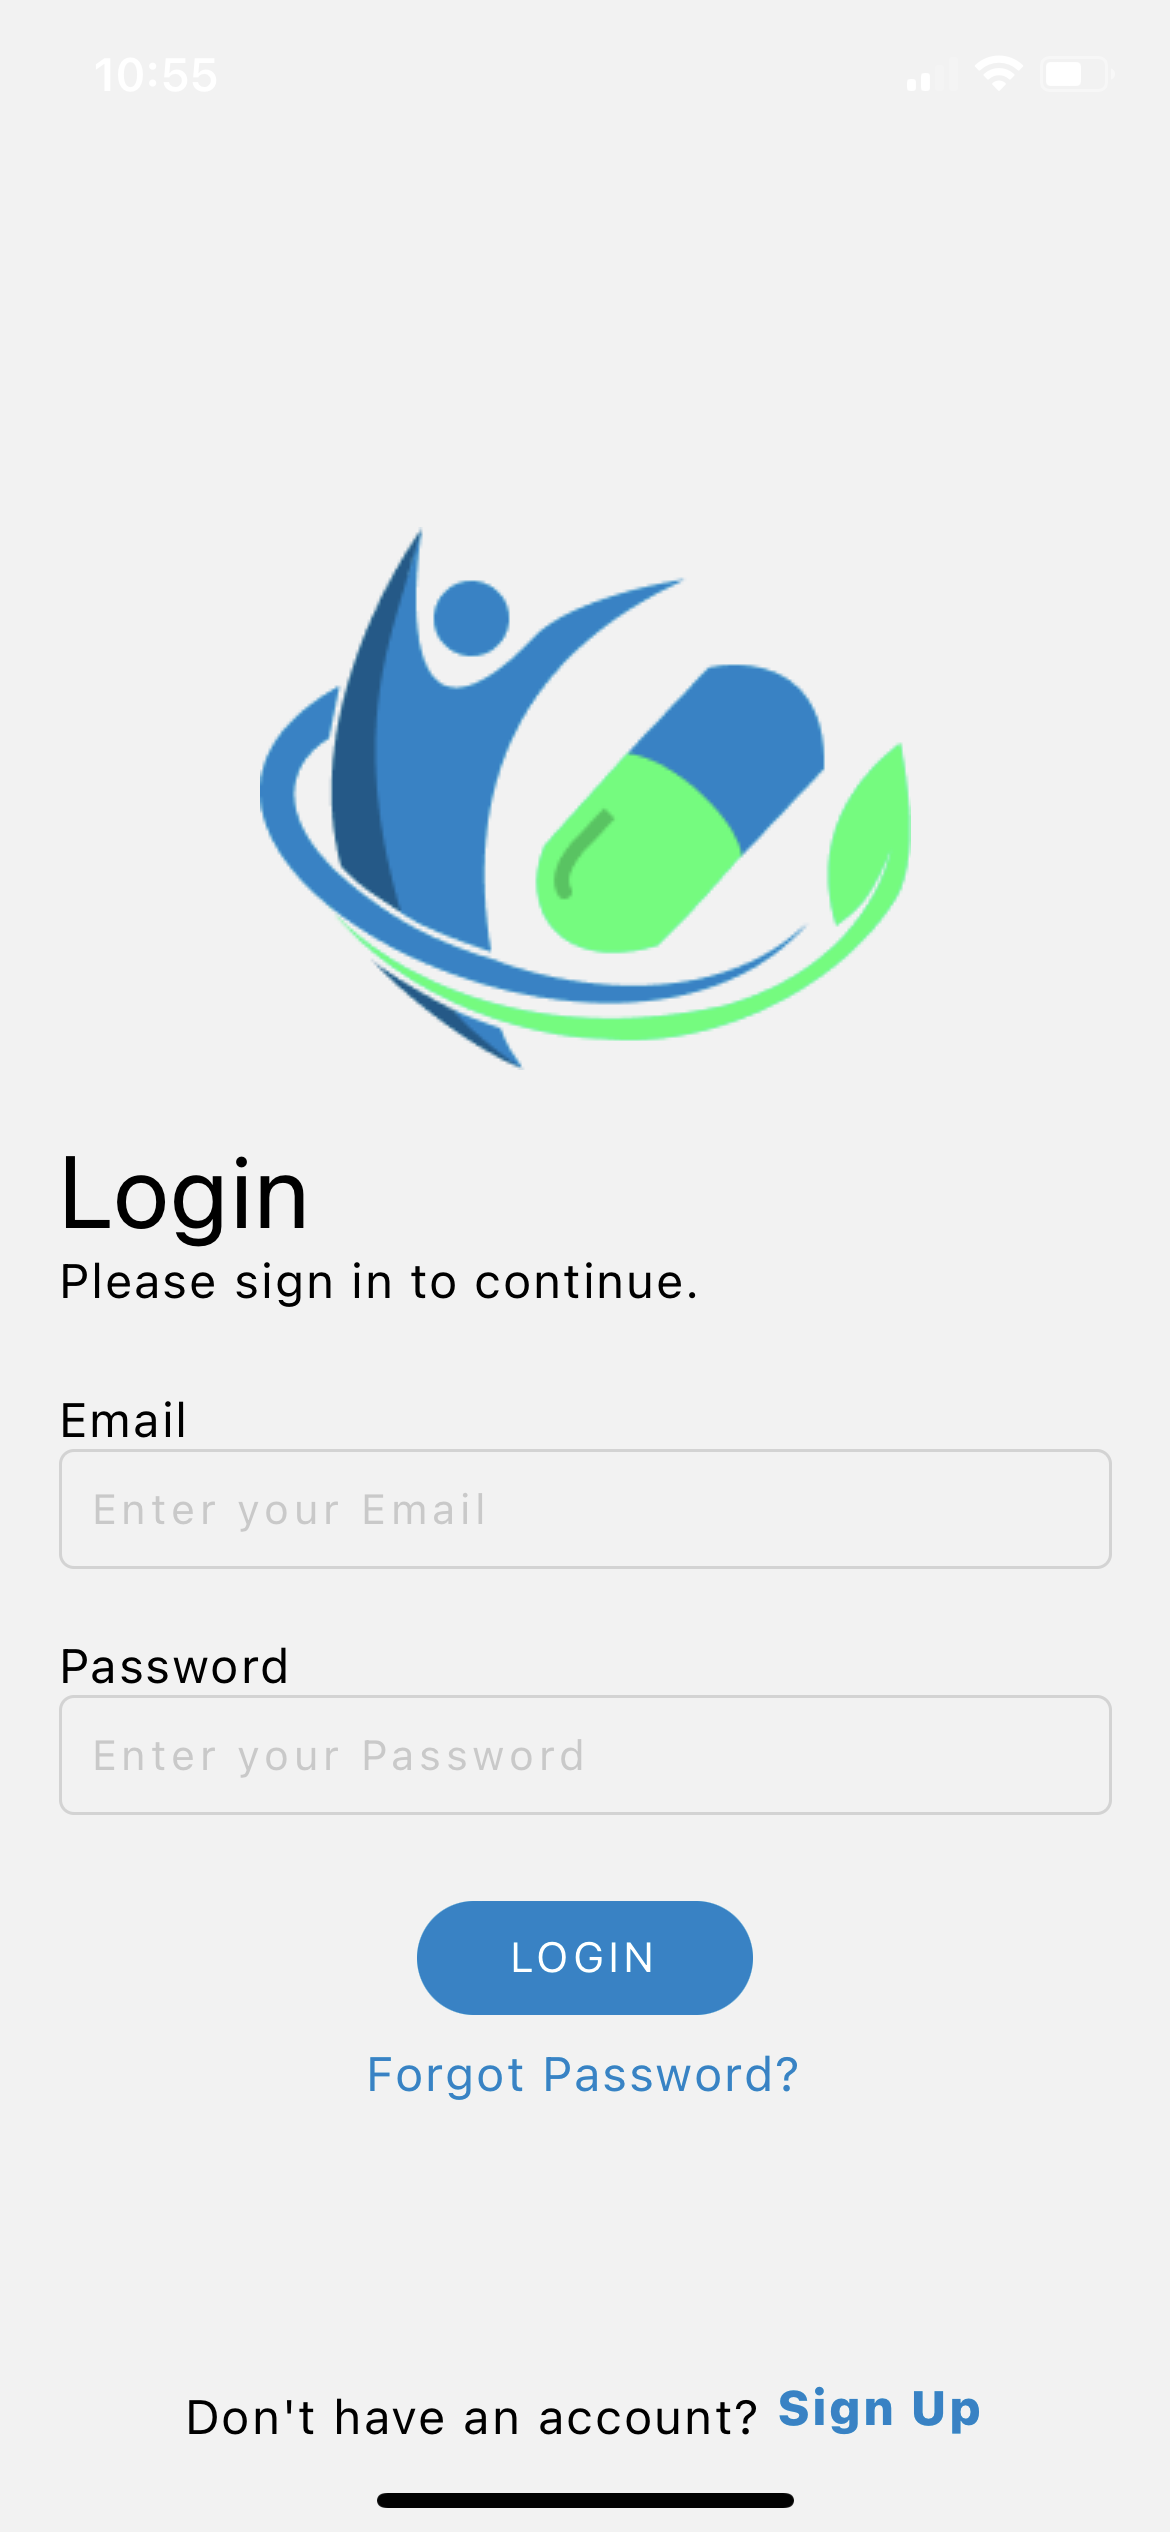 10:55
Login
Please sign in to continue.
Email
Enter your Email
Password
Enter your Password
LOGIN
Forgot Password?
Don't have an account? Sign Up